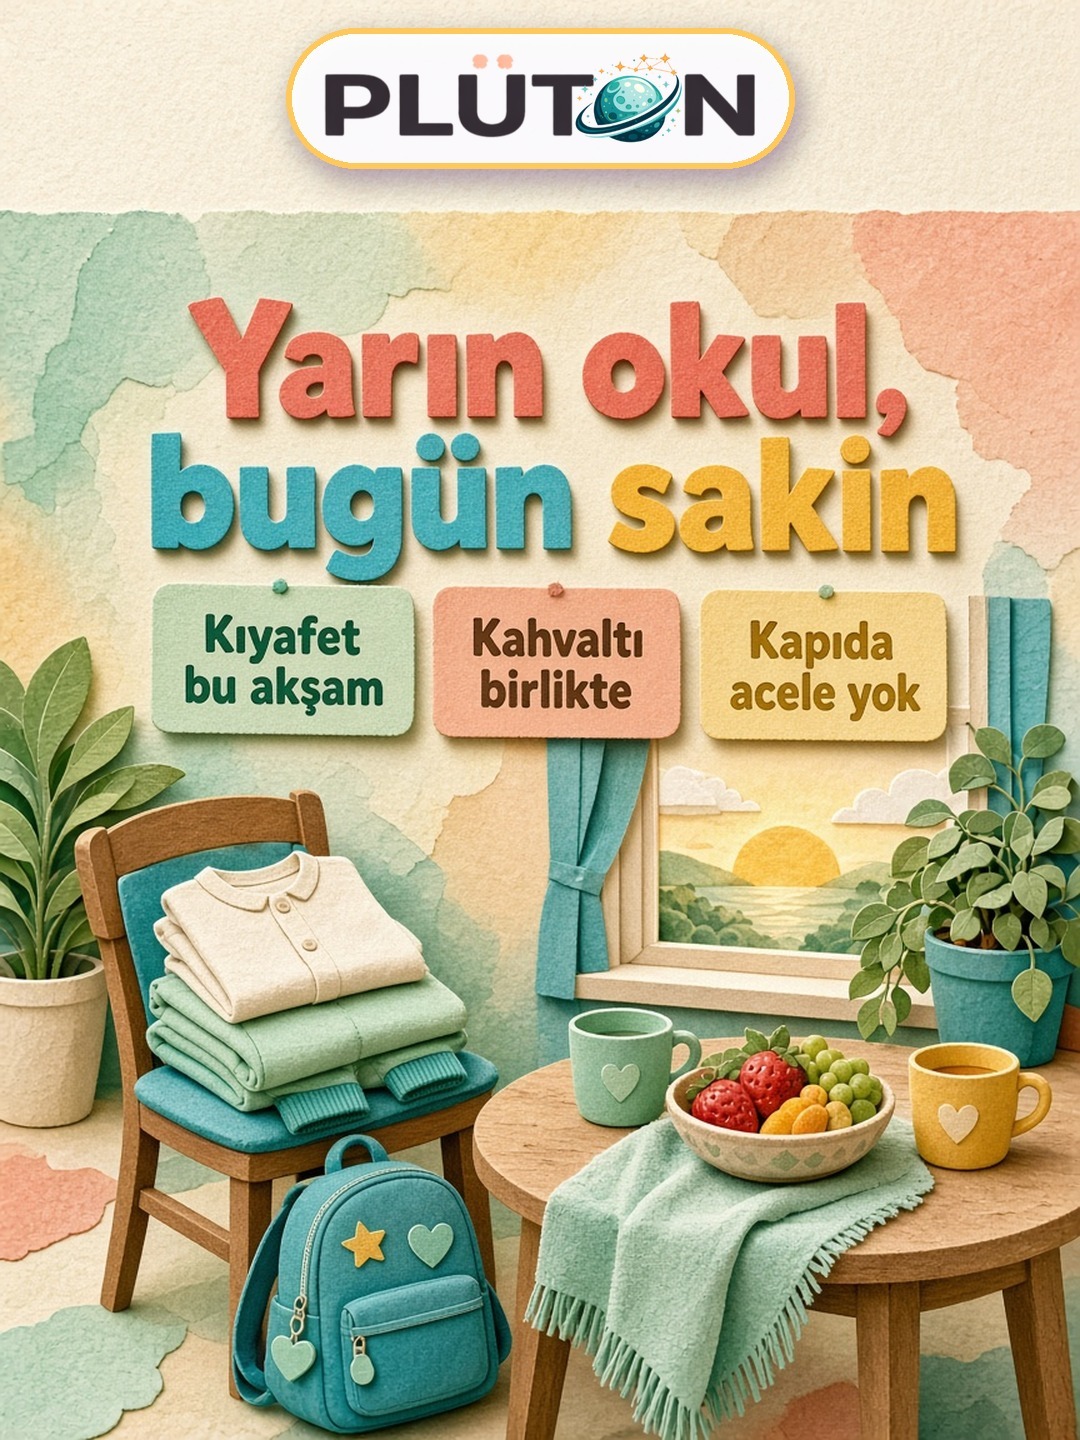 PLÜTON
Yarın okul,
bugün sakin
Kıyafet
bu akşam
Kahvaltı
birlikte
Kapıda
acele yok